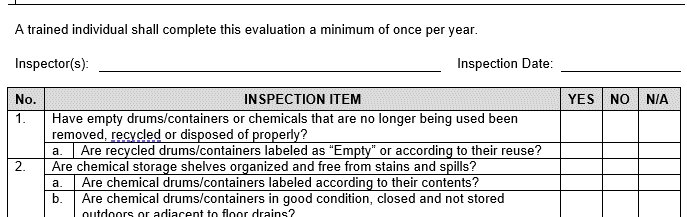 A trained individual shall complete this evaluation a minimum of once per year.
Inspector(s): Inspection Date:
No. INSPECTION ITEM YES NO N/A
1. Have empty drums/containers or chemicals that are no longer being used been
removed, recycled or disposed of properly?
a. Are recycled drums/containers labeled as “Empty” or according to their reuse?
2. Are chemical storage shelves organized and free from stains and spills?
a. Are chemical drums/containers labeled according to their contents?
b. Are chemical drums/containers in good condition, closed and not stored
outdoors or adjacent to floor drains?